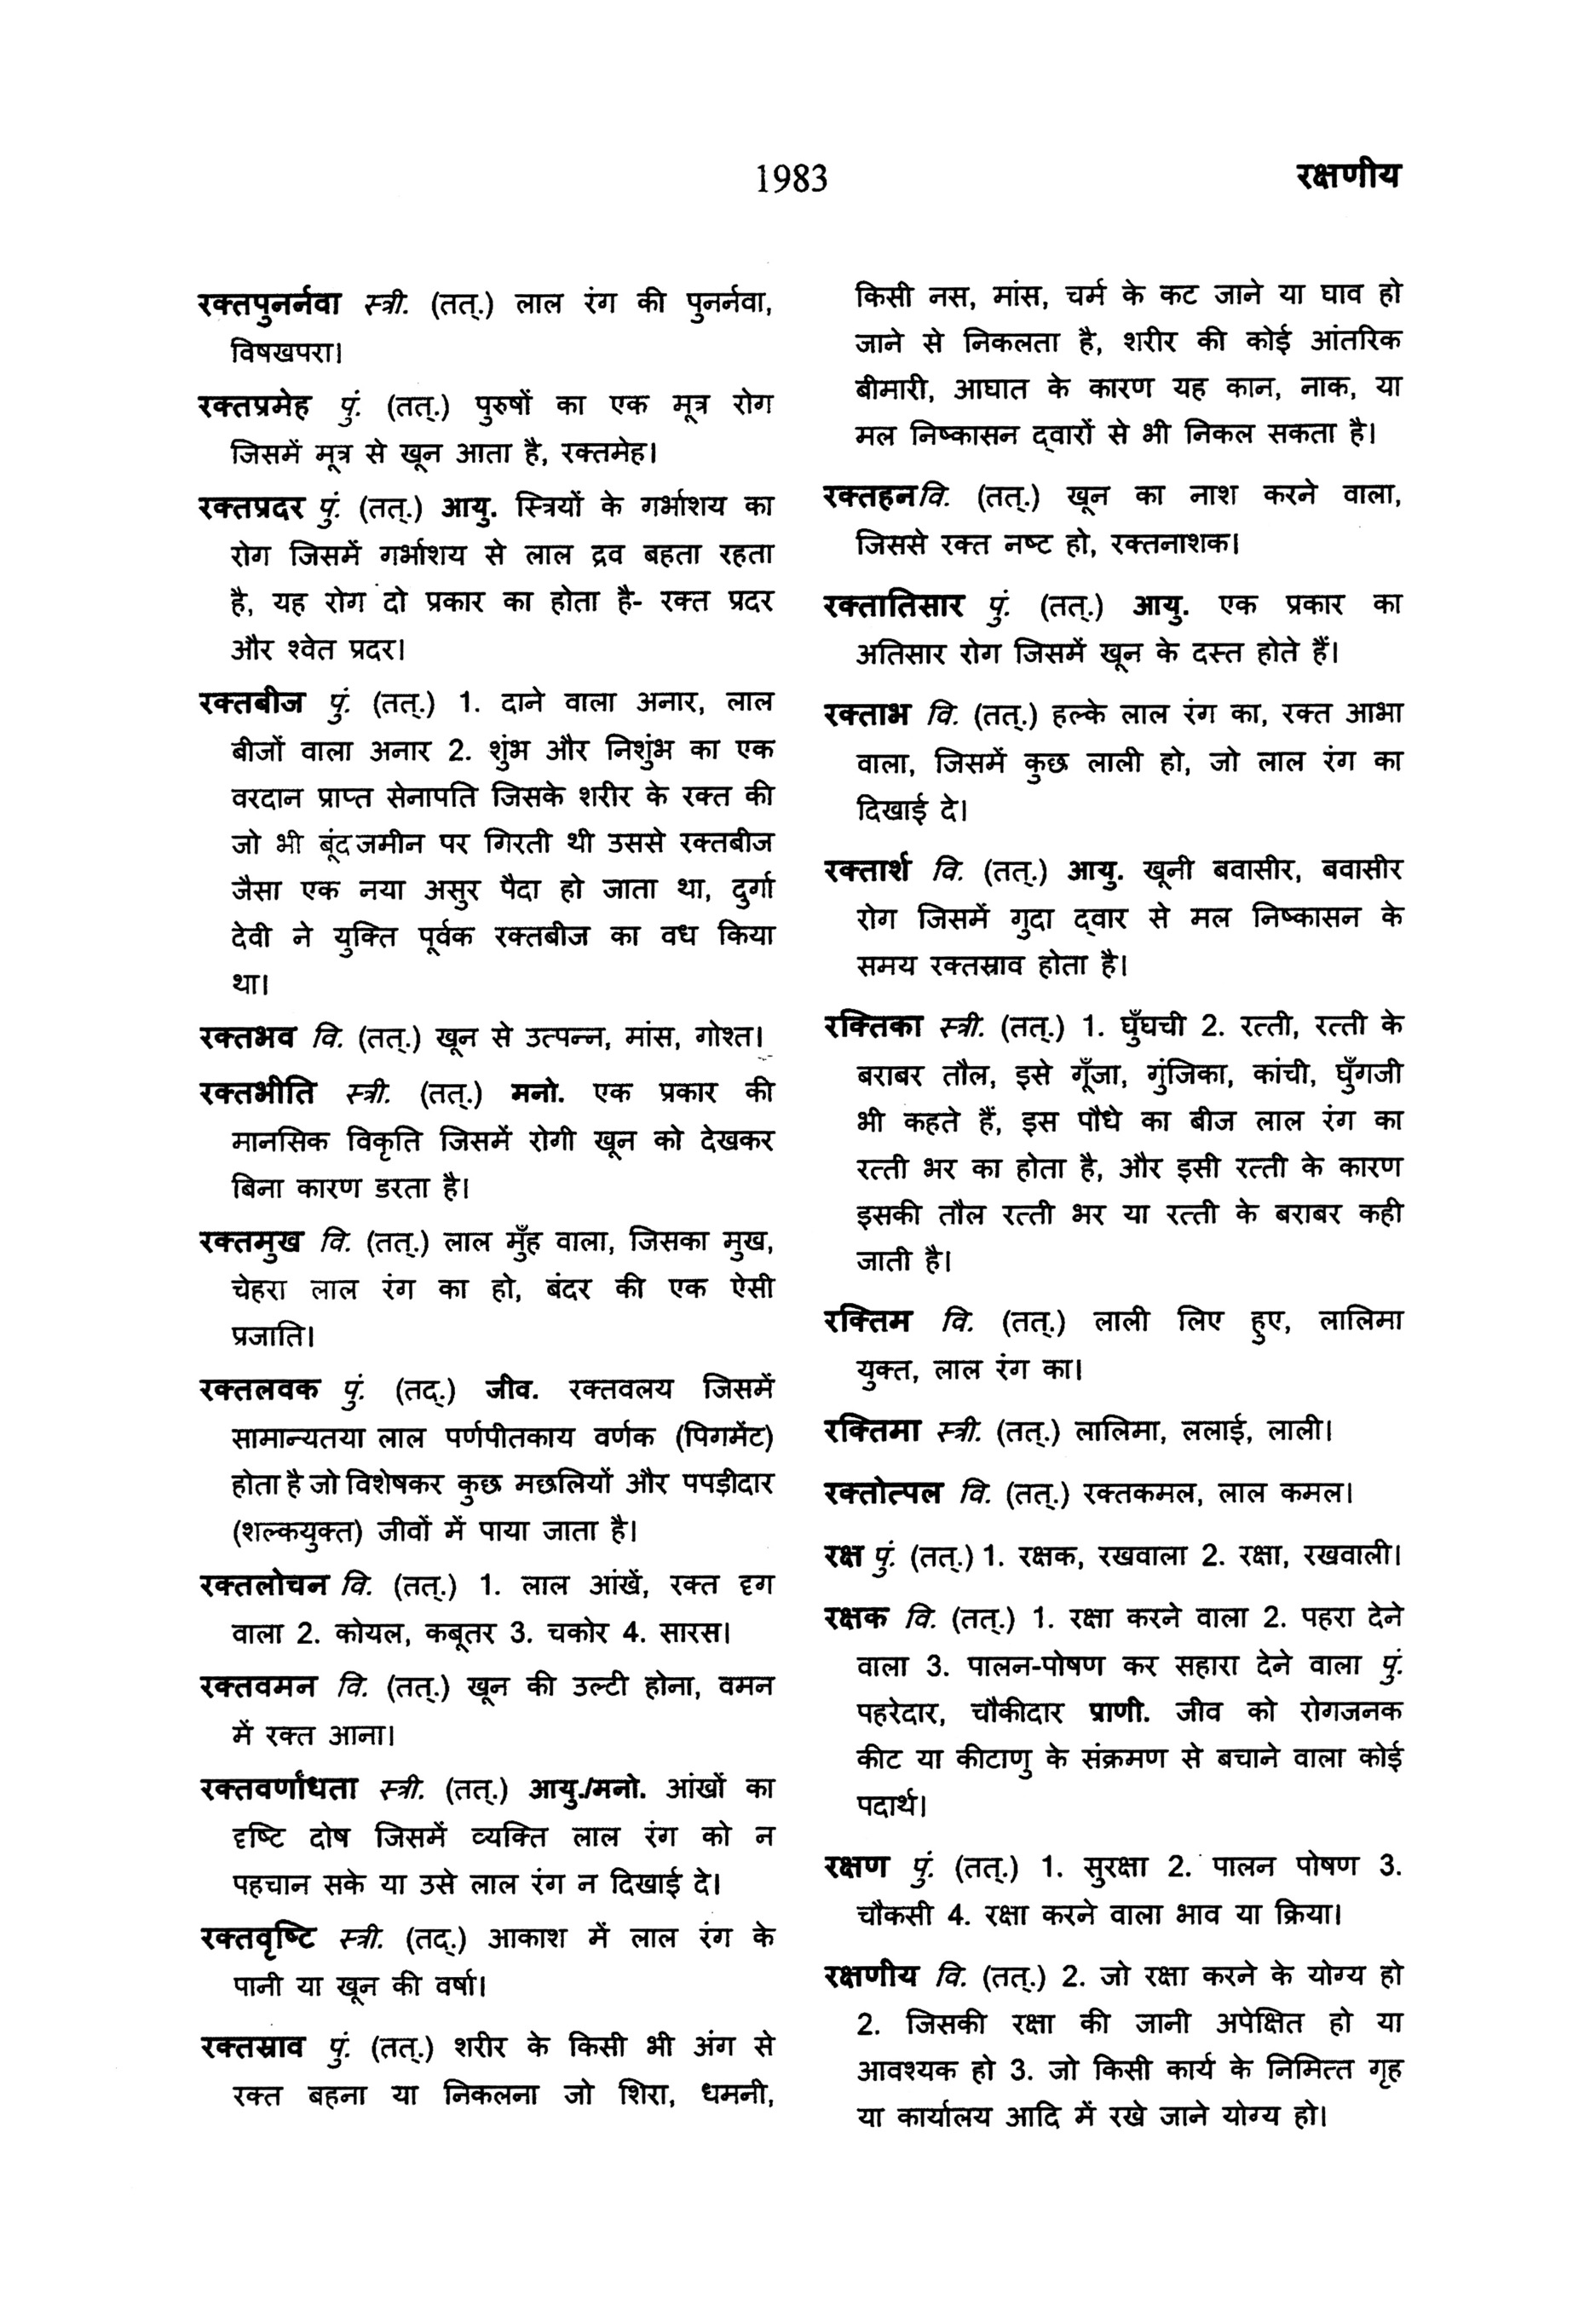 1983
रक्षणीय
रक्तपुनर्नवा स्त्री. (तत्.) लाल रंग की पुनर्नवा,
विषखपरा।
रक्तप्रमेह पुं. (तत्.) पुरुषों का एक मूत्र रोग
जिसमें मूत्र से खून आता है, रक्तमेह।
रक्तप्रदर पुं. (तत्.) आयु. स्त्रियों के गर्भाशय का
रोग जिसमें गर्भाशय से लाल द्रव बहता रहता
है, यह रोग दो प्रकार का होता है- रक्त प्रदर
और श्वेत प्रदर।
रक्तबीज पुं. (तत्.) 1. दाने वाला अनार, लाल
बीजों वाला अनार 2. शुंभ और निशुंभ का एक
वरदान प्राप्त सेनापति जिसके शरीर के रक्त की
जो भी बूंद जमीन पर गिरती थी उससे रक्तबीज
जैसा एक नया असुर पैदा हो जाता था, दुर्गा
देवी ने युक्ति पूर्वक रक्तबीज का वध किया
था।
रक्तभव वि. (तत्.) खून से उत्पन्न, मांस, गोश्त।
रक्तभीति स्त्री. (तत्.) मनो. एक प्रकार की
मानसिक विकृति जिसमें रोगी खून को देखकर
बिना कारण डरता है।
रक्तमुख वि. (तत्.) लाल मुँह वाला, जिसका मुख,
चेहरा लाल रंग का हो, बंदर की एक ऐसी
प्रजाति।
रक्तलवक पुं. (तद्.) जीव. रक्तवलय जिसमें
सामान्यतया लाल पर्णपीतकाय वर्णक (पिगमेंट)
होता है जो विशेषकर कुछ मछलियों और पपड़ीदार
(शल्कयुक्त) जीवों में पाया जाता है।
रक्तलोचन वि. (तत्.) 1. लाल आंखें, रक्त दृग
वाला 2. कोयल, कबूतर 3. चकोर 4. सारस।
रक्तवमन वि. (तत्.) खून की उल्टी होना, वमन
में रक्त आना।
रक्तवर्णांधता स्त्री. (तत्.) आयु./मनो. आंखों का
दृष्टि दोष जिसमें व्यक्ति लाल रंग को न
पहचान सके या उसे लाल रंग न दिखाई दे।
रक्तवृष्टि स्त्री. (तद्.) आकाश में लाल रंग के
पानी या खून की वर्षा।
रक्तस्राव पुं. (तत्.) शरीर के किसी भी अंग से
रक्त बहना या निकलना जो शिरा, धमनी,
किसी नस, मांस, चर्म के कट जाने या घाव हो
जाने से निकलता है, शरीर की कोई आंतरिक
बीमारी, आघात के कारण यह कान, नाक, या
मल निष्कासन द्वारों से भी निकल सकता है।
रक्तहन वि. (तत्.) खून का नाश करने वाला,
जिससे रक्त नष्ट हो, रक्तनाशक।
रक्तातिसार पुं. (तत्.) आयु. एक प्रकार का
अतिसार रोग जिसमें खून के दस्त होते हैं।
रक्ताभ वि. (तत्.) हल्के लाल रंग का, रक्त आभा
वाला, जिसमें कुछ लाली हो, जो लाल रंग का
दिखाई दे।
रक्तार्श वि. (तत्.) आयु. खूनी बवासीर, बवासीर
रोग जिसमें गुदा द्वार से मल निष्कासन के
समय रक्तस्राव होता है।
रक्तिका स्त्री. (तत्.) 1. घुँघची 2. रत्ती, रत्ती के
बराबर तौल, इसे गूँजा, गुंजिका, कांची, घुँगजी
भी कहते हैं, इस पौधे का बीज लाल रंग का
रत्ती भर का होता है, और इसी रत्ती के कारण
इसकी तौल रत्ती भर या रत्ती के बराबर कही
जाती है।
रक्तिम वि. (तत्.) लाली लिए हुए, लालिमा
युक्त, लाल रंग का।
रक्तिमा स्त्री. (तत्.) लालिमा, ललाई, लाली।
रक्तोत्पल वि. (तत्.) रक्तकमल, लाल कमल।
रक्ष पुं. (तत्.) 1. रक्षक, रखवाला 2. रक्षा, रखवाली।
रक्षक वि. (तत्.) 1. रक्षा करने वाला 2. पहरा देने
वाला 3. पालन-पोषण कर सहारा देने वाला पुं.
पहरेदार, चौकीदार प्राणी. जीव को रोगजनक
कीट या कीटाणु के संक्रमण से बचाने वाला कोई
पदार्थ।
रक्षण पुं. (तत्.) 1. सुरक्षा 2. पालन पोषण 3.
चौकसी 4. रक्षा करने वाला भाव या क्रिया।
रक्षणीय वि. (तत्.) 2. जो रक्षा करने के योग्य हो
2. जिसकी रक्षा की जानी अपेक्षित हो या
आवश्यक हो 3. जो किसी कार्य के निमित्त गृह
या कार्यालय आदि में रखे जाने योग्य हो।